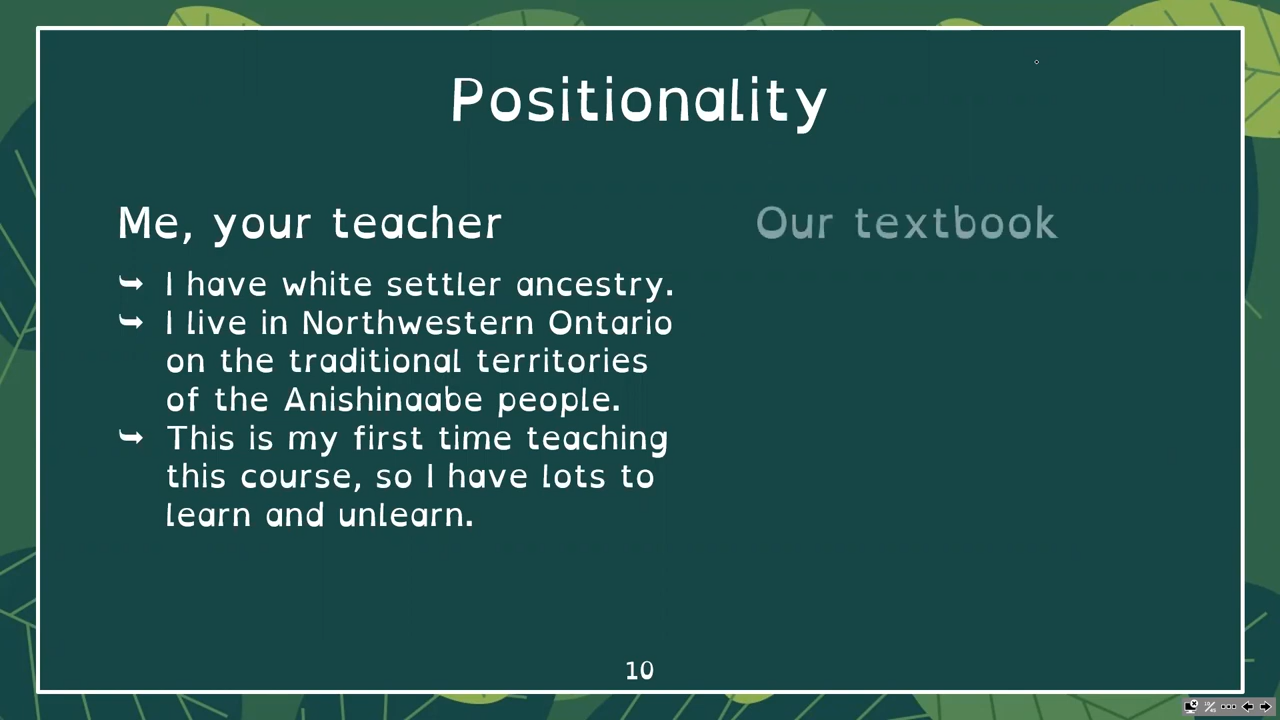 Positionality
Me, your teacher
➥ I have white settler ancestry.
➥ I live in Northwestern Ontario
on the traditional territories
of the Anishinaabe people.
➥ This is my first time teaching
this course, so I have lots to
learn and unlearn.
Our textbook
10